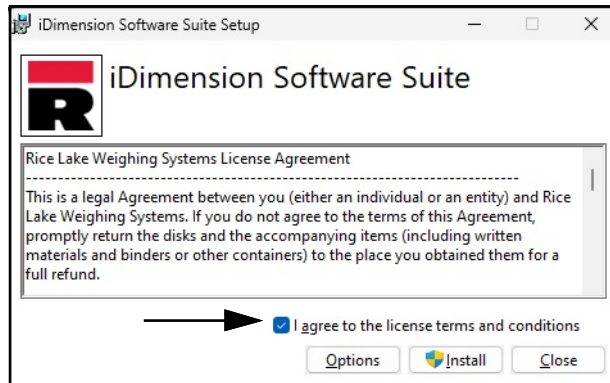 iDimension Software Suite Setup
iDimension Software Suite
R
Rice Lake Weighing Systems License Agreement
--------------------------------------------------------------------------------
This is a legal Agreement between you (either an individual or an entity) and Rice
Lake Weighing Systems. If you do not agree to the terms of this Agreement,
promptly return the disks and the accompanying items (including written
materials and binders or other containers) to the place you obtained them for a
full refund.
I agree to the license terms and conditions
Options Install Close